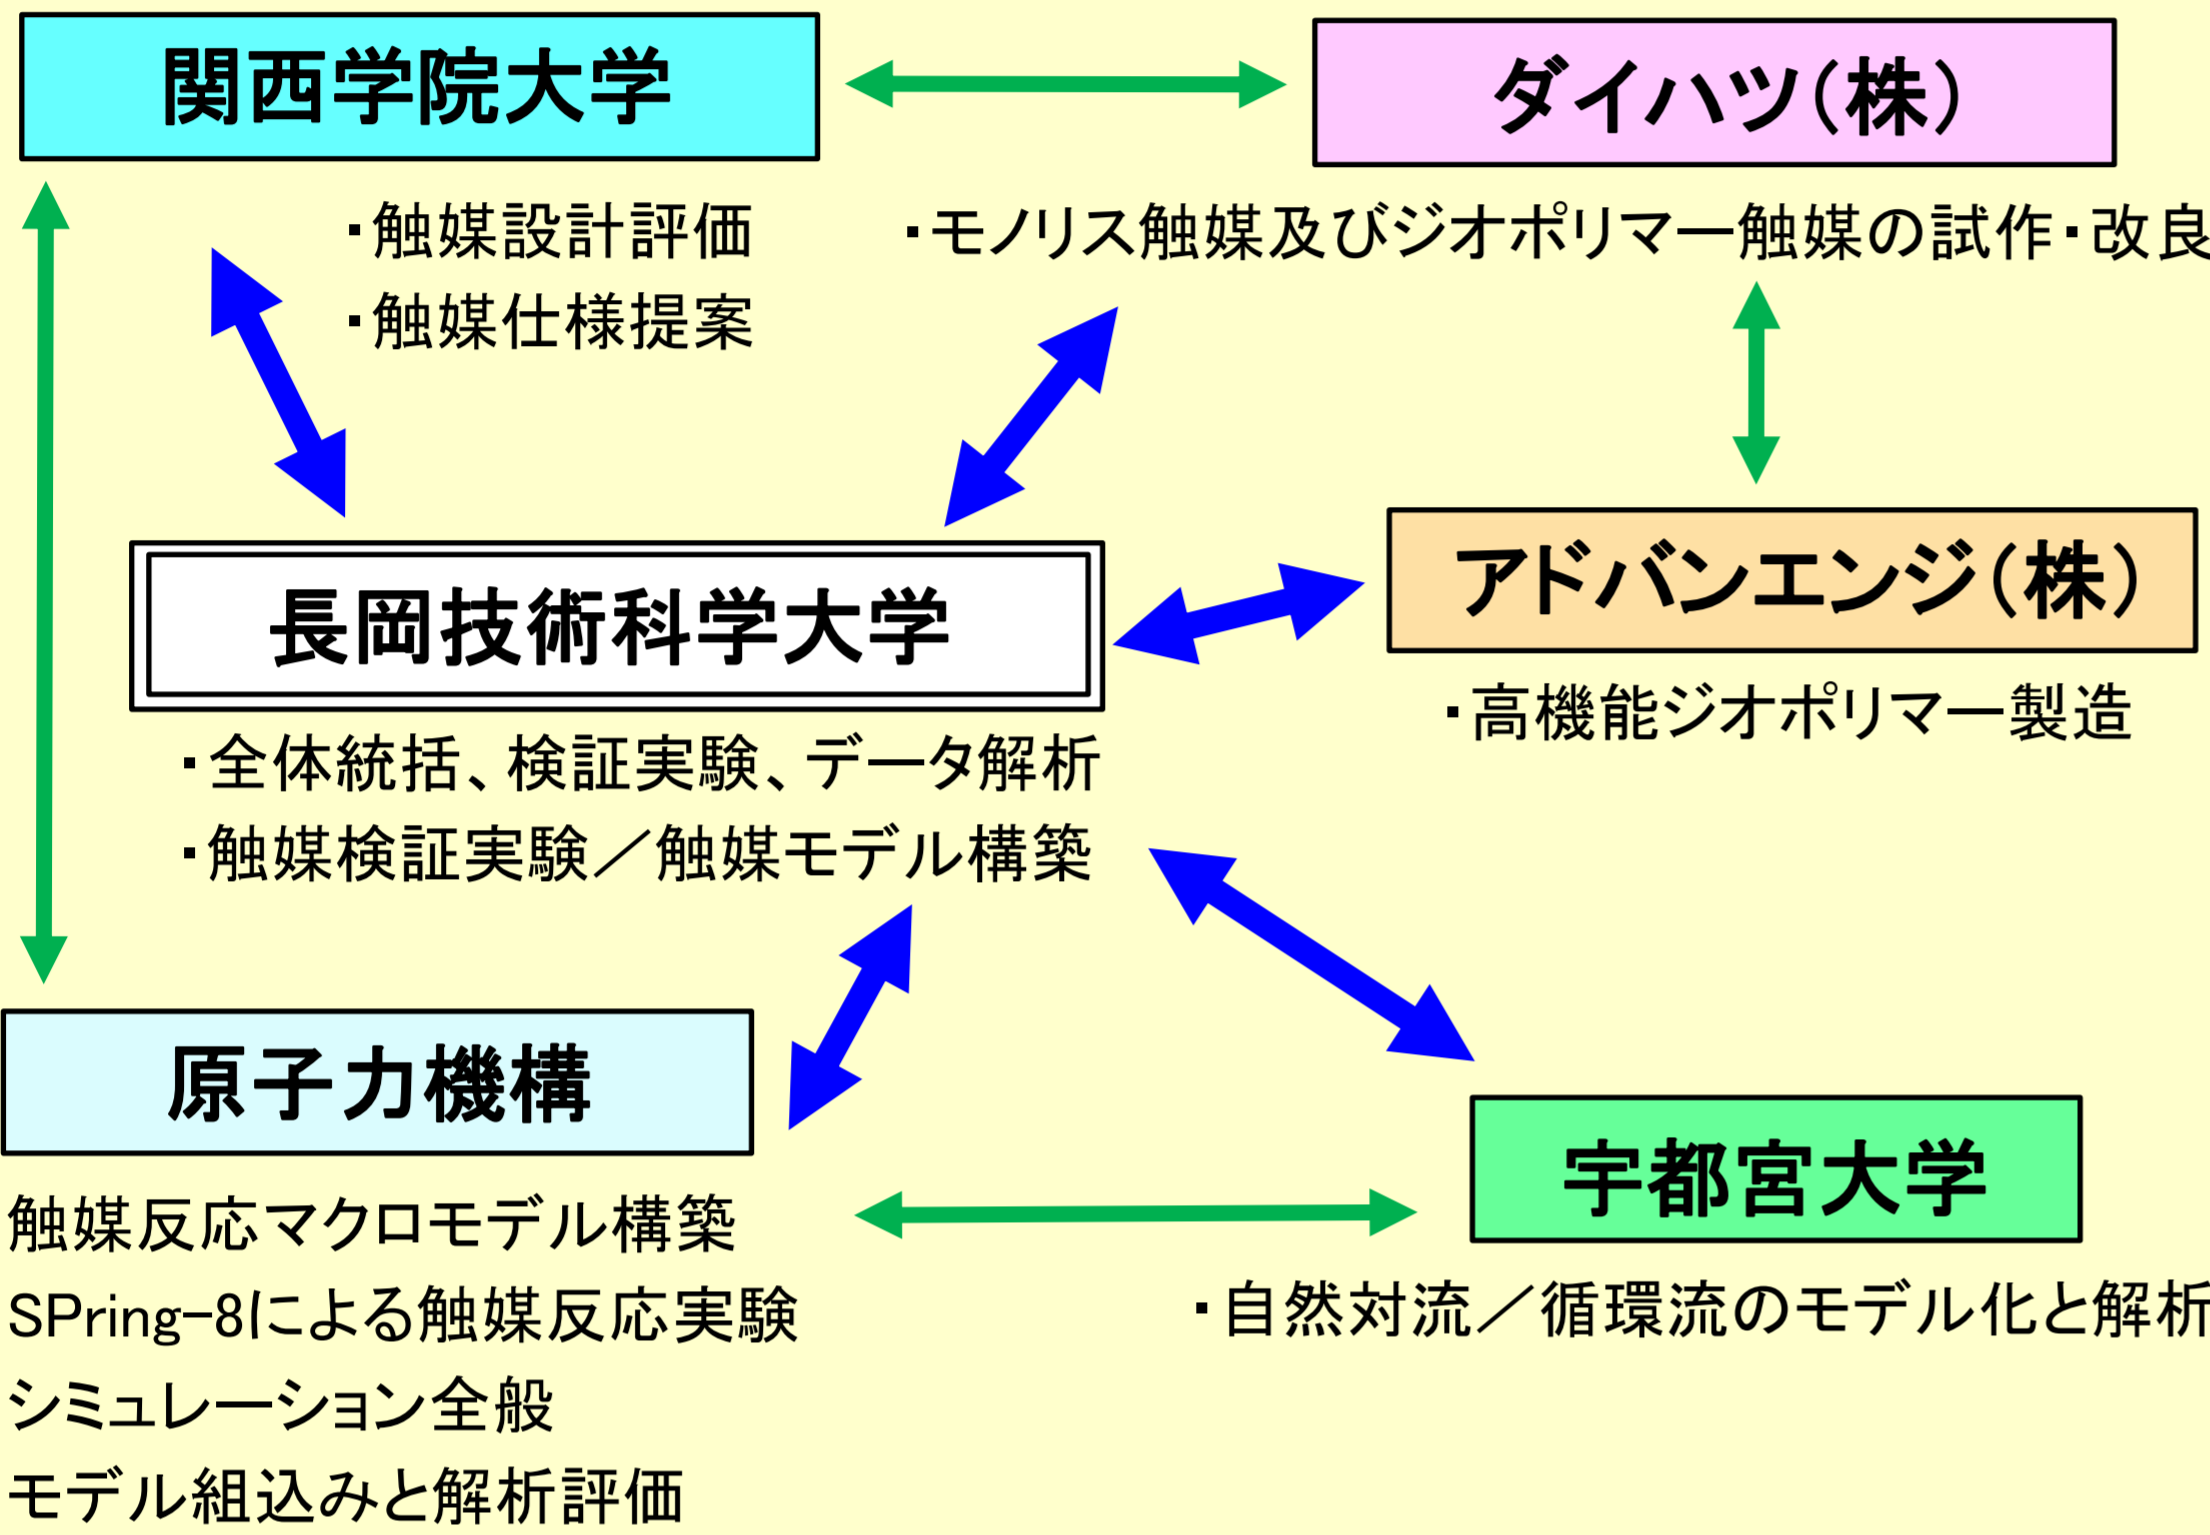 関西学院大学
・触媒設計評価
・触媒仕様提案
ダイハツ(株)
・モノリス触媒及びジオポリマー触媒の試作・改良
長岡技術科学大学
・全体統括、検証実験、データ解析
・触媒検証実験／触媒モデル構築
アドバンエンジ(株)
・高機能ジオポリマー製造
原子力機構
触媒反応マクロモデル構築
SPring-8による触媒反応実験
シミュレーション全般
モデル組込みと解析評価
宇都宮大学
・自然対流／循環流のモデル化と解析